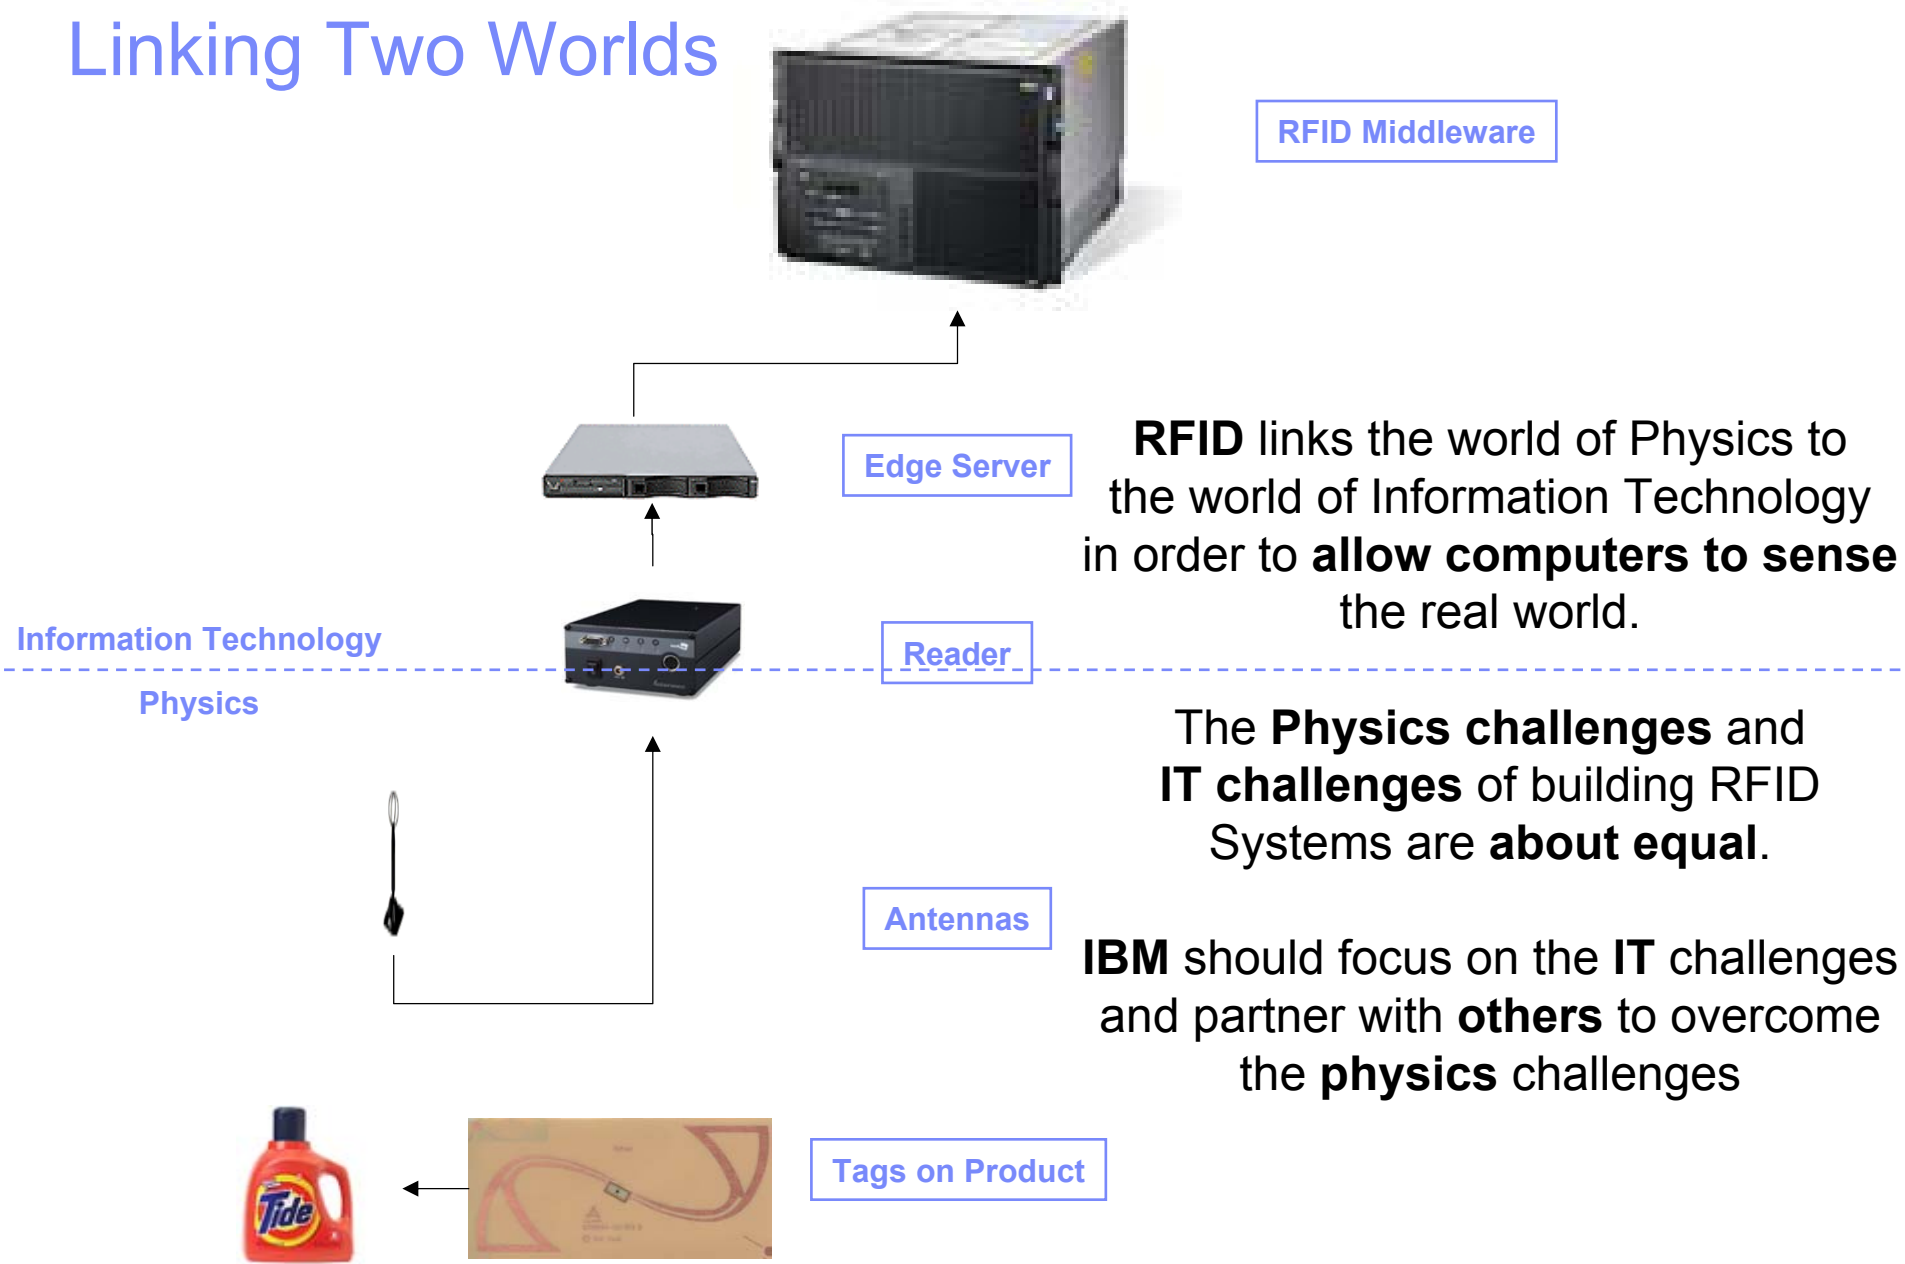 Linking Two Worlds
RFID Middleware
Edge Server
RFID links the world of Physics to
the world of Information Technology
in order to allow computers to sense
the real world.
Information Technology
Reader
Physics
The Physics challenges and
IT challenges of building RFID
Systems are about equal.
Antennas
IBM should focus on the IT challenges
and partner with others to overcome
the physics challenges
Tags on Product
Tide